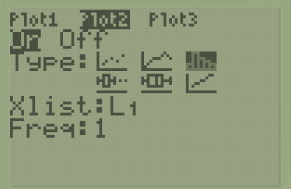 Plot1 Plot2 Plot3
On Off
Type:
Xlist:L1
Freq:1